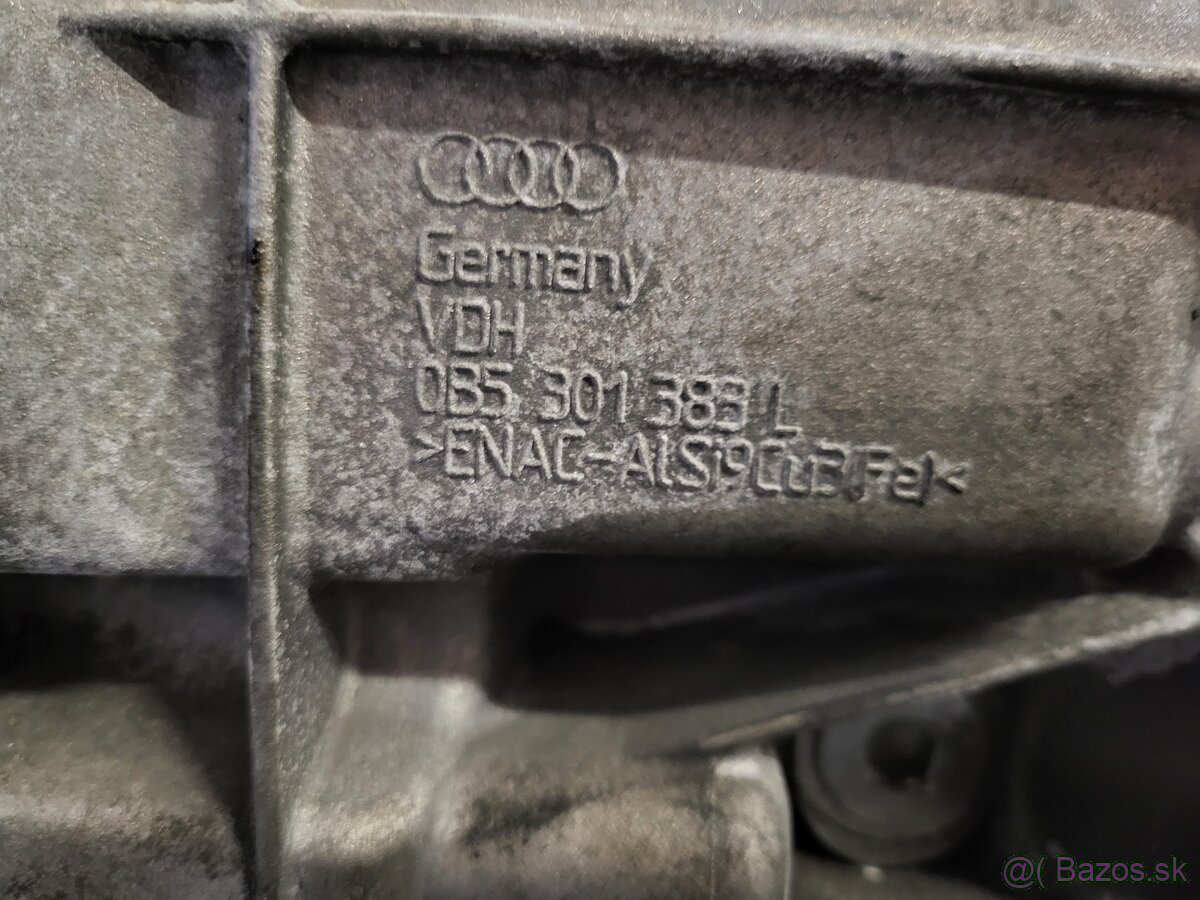 Germany
VDH
0B5 301 383 L
>ENAC-AlSi9Cu3(Fe)<
@( Bazos.sk